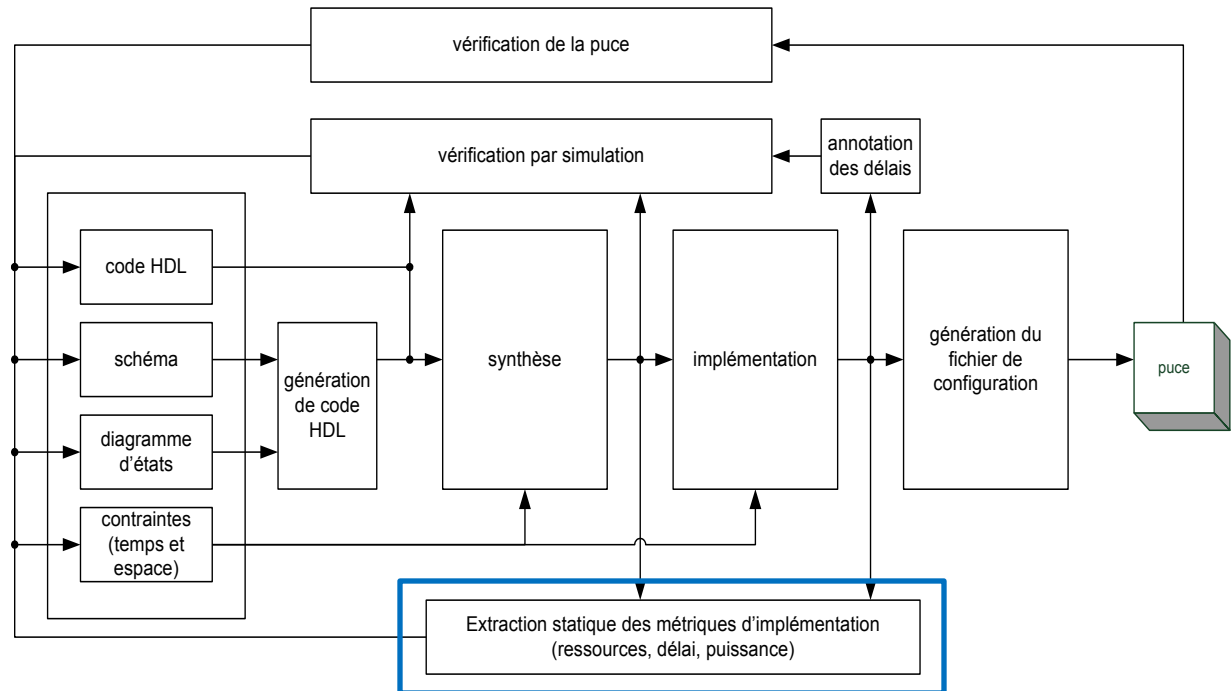 vérification de la puce
vérification par simulation
annotation
des délais
code HDL
schéma
diagramme
d'états
contraintes
(temps et
espace)
génération
de code
HDL
synthèse
implémentation
génération du
fichier de
configuration
puce
Extraction statique des métriques d'implémentation
(ressources, délai, puissance)